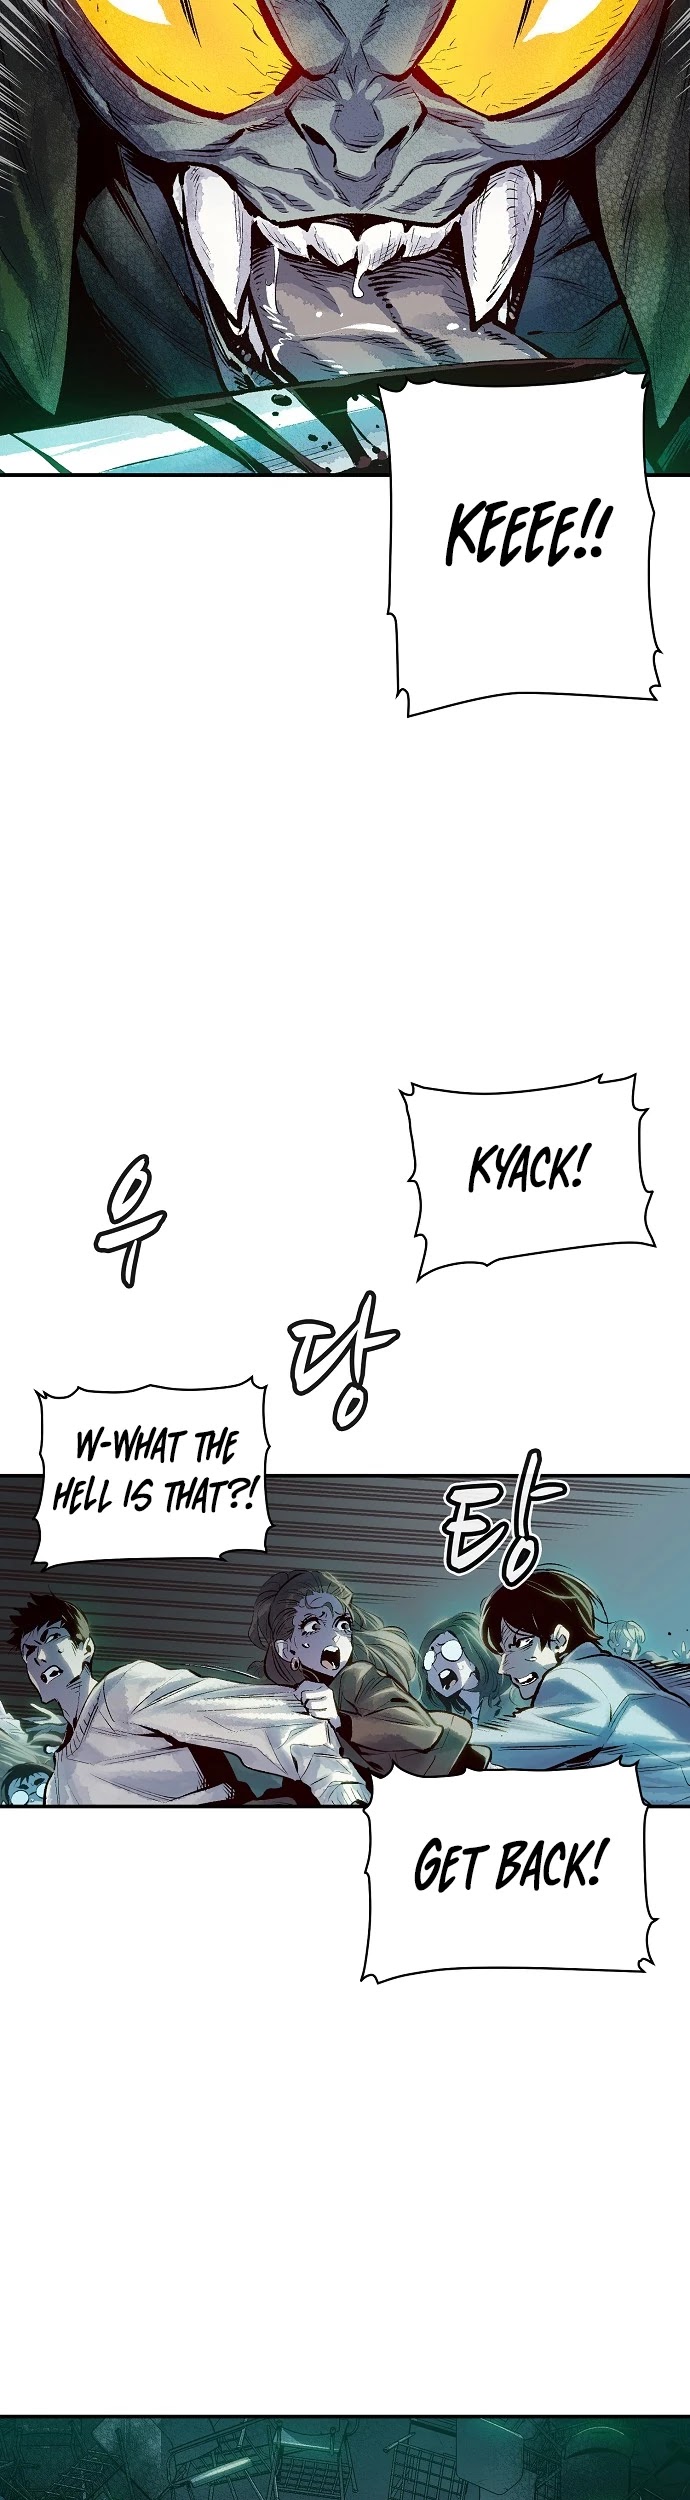 KEEEE!!
KYACK!
우
당
탕
W-WHAT THE
HELL IS THAT?!
GET BACK!